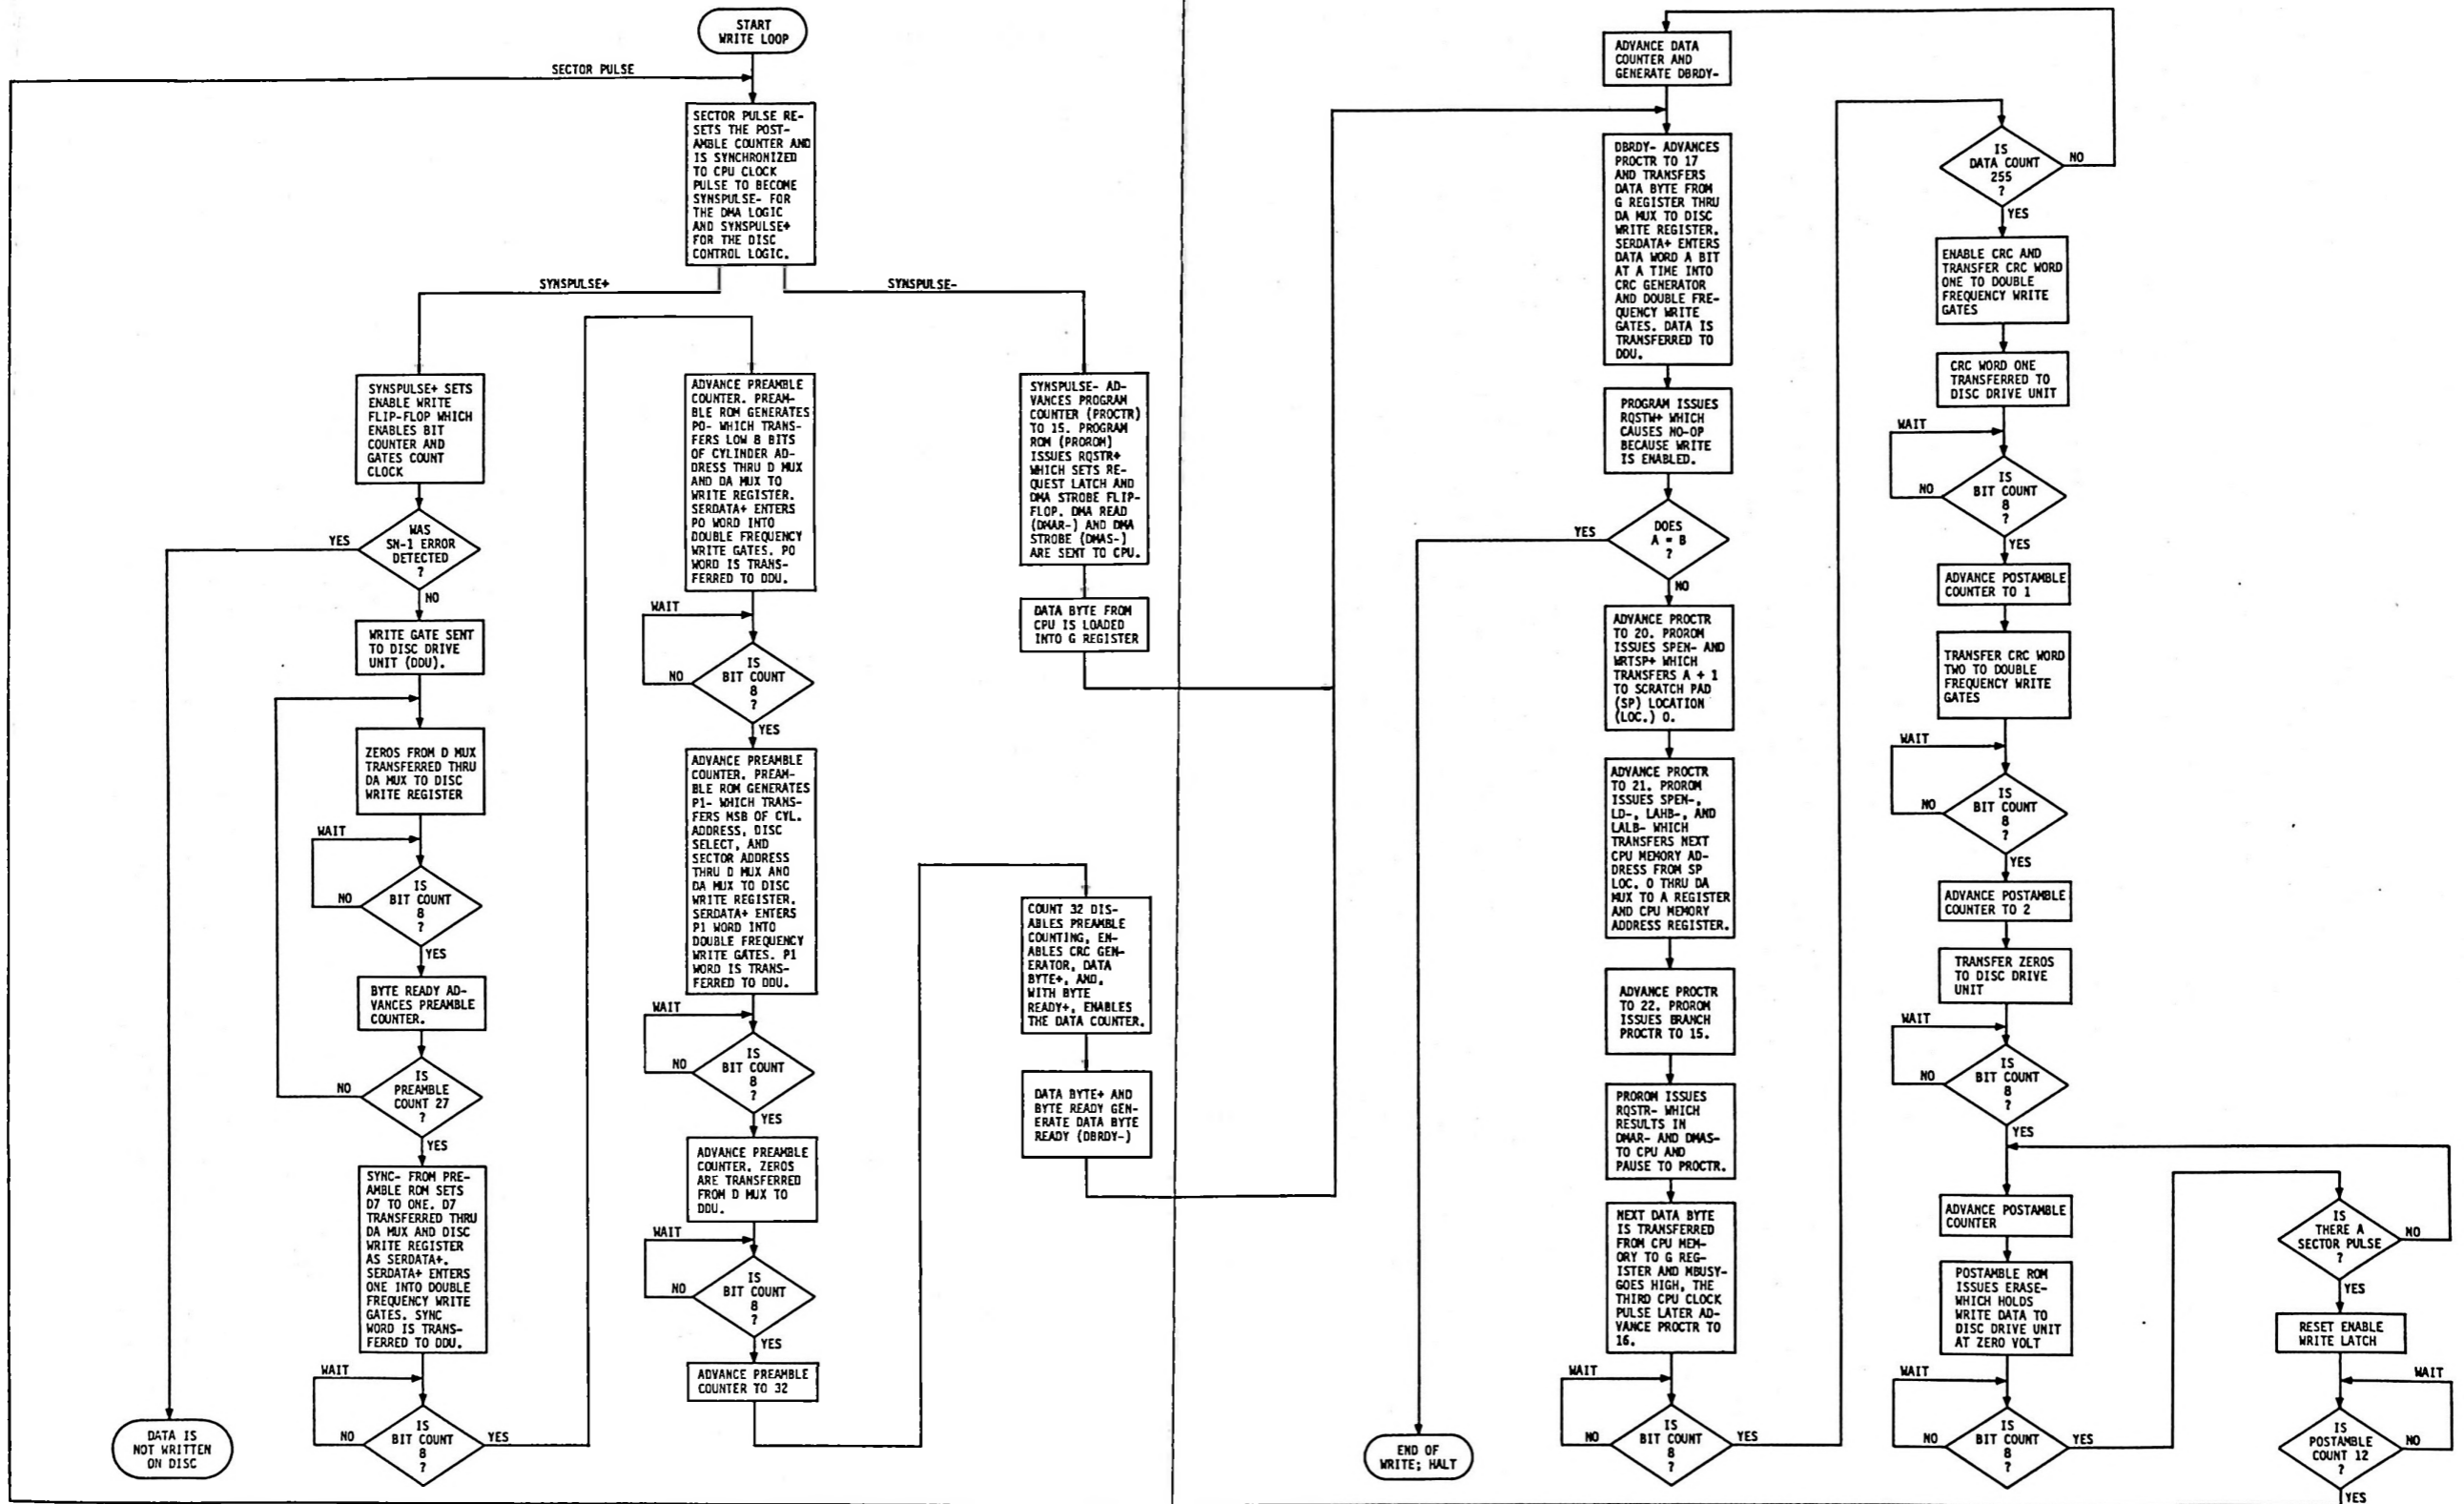 START
WRITE LOOP
SECTOR PULSE
SECTOR PULSE RE-
SETS THE POST-
AMBLE COUNTER AND
IS SYNCHRONIZED
TO CPU CLOCK
PULSE TO BECOME
SYNSPULSE- FOR
THE DMA LOGIC
AND SYNSPULSE+
FOR THE DISC
CONTROL LOGIC.
SYNSPULSE+
SYNSPULSE-
SYNSPULSE+ SETS
ENABLE WRITE
FLIP-FLOP WHICH
ENABLES BIT
COUNTER AND
GATES COUNT
CLOCK
WAS
SN-1 ERROR
DETECTED
?
YES
NO
WRITE GATE SENT
TO DISC DRIVE
UNIT (DDU).
ZEROS FROM D MUX
TRANSFERRED THRU
DA MUX TO DISC
WRITE REGISTER
WAIT
IS
BIT COUNT
8
?
NO
YES
BYTE READY AD-
VANCES PREAMBLE
COUNTER.
IS
PREAMBLE
COUNT 27
?
NO
YES
SYNC- FROM PRE-
AMBLE ROM SETS
D7 TO ONE. D7
TRANSFERRED THRU
DA MUX AND DISC
WRITE REGISTER
AS SERDATA+.
SERDATA+ ENTERS
ONE INTO DOUBLE
FREQUENCY WRITE
GATES. SYNC
WORD IS TRANS-
FERRED TO DDU.
WAIT
IS
BIT COUNT
8
?
NO
YES
DATA IS
NOT WRITTEN
ON DISC
ADVANCE PREAMBLE
COUNTER. PREAM-
BLE ROM GENERATES
PO- WHICH TRANS-
FERS LOW 8 BITS
OF CYLINDER AD-
DRESS THRU D MUX
AND DA MUX TO
WRITE REGISTER.
SERDATA+ ENTERS
PO WORD INTO
DOUBLE FREQUENCY
WRITE GATES. PO
WORD IS TRANS-
FERRED TO DDU.
WAIT
IS
BIT COUNT
8
?
NO
YES
ADVANCE PREAMBLE
COUNTER. PREAM-
BLE ROM GENERATES
P1- WHICH TRANS-
FERS MSB OF CYL.
ADDRESS, DISC
SELECT, AND
SECTOR ADDRESS
THRU D MUX AND
DA MUX TO DISC
WRITE REGISTER.
SERDATA+ ENTERS
P1 WORD INTO
DOUBLE FREQUENCY
WRITE GATES. P1
WORD IS TRANS-
FERRED TO DDU.
WAIT
IS
BIT COUNT
8
?
NO
YES
ADVANCE PREAMBLE
COUNTER. ZEROS
ARE TRANSFERRED
FROM D MUX TO
DDU.
WAIT
IS
BIT COUNT
8
?
NO
YES
ADVANCE PREAMBLE
COUNTER TO 32
SYNSPULSE- AD-
VANCES PROGRAM
COUNTER (PROCTR)
TO 15. PROGRAM
ROM (PROROM)
ISSUES RQSTR+
WHICH SETS RE-
QUEST LATCH AND
DMA STROBE FLIP-
FLOP. DMA READ
(DMAR-) AND DMA
STROBE (DMAS-)
ARE SENT TO CPU.
DATA BYTE FROM
CPU IS LOADED
INTO G REGISTER
COUNT 32 DIS-
ABLES PREAMBLE
COUNTING, EN-
ABLES CRC GEN-
ERATOR, DATA
BYTE+, AND,
WITH BYTE
READY+, ENABLES
THE DATA COUNTER.
DATA BYTE+ AND
BYTE READY GEN-
ERATE DATA BYTE
READY (DBRDY-)
ADVANCE DATA
COUNTER AND
GENERATE DBRDY-
DBRDY- ADVANCES
PROCTR TO 17
AND TRANSFERS
DATA BYTE FROM
G REGISTER THRU
DA MUX TO DISC
WRITE REGISTER.
SERDATA+ ENTERS
DATA WORD A BIT
AT A TIME INTO
CRC GENERATOR
AND DOUBLE FRE-
QUENCY WRITE
GATES. DATA IS
TRANSFERRED TO
DDU.
PROGRAM ISSUES
RQSTW+ WHICH
CAUSES NO-OP
BECAUSE WRITE
IS ENABLED.
DOES
A = B
?
YES
NO
ADVANCE PROCTR
TO 20. PROROM
ISSUES SPEN- AND
WRTSP+ WHICH
TRANSFERS A + 1
TO SCRATCH PAD
(SP) LOCATION
(LOC.) 0.
ADVANCE PROCTR
TO 21. PROROM
ISSUES SPEN-,
LD-, LAHB-, AND
LALB- WHICH
TRANSFERS NEXT
CPU MEMORY AD-
DRESS FROM SP
LOC. 0 THRU DA
MUX TO A REGISTER
AND CPU MEMORY
ADDRESS REGISTER.
ADVANCE PROCTR
TO 22. PROROM
ISSUES BRANCH
PROCTR TO 15.
PROROM ISSUES
RQSTR- WHICH
RESULTS IN
DMAR- AND DMAS-
TO CPU AND
PAUSE TO PROCTR.
NEXT DATA BYTE
IS TRANSFERRED
FROM CPU MEM-
ORY TO G REG-
ISTER AND MBUSY-
GOES HIGH, THE
THIRD CPU CLOCK
PULSE LATER AD-
VANCE PROCTR TO
16.
WAIT
IS
BIT COUNT
8
?
NO
YES
END OF
WRITE; HALT
IS
DATA COUNT
255
?
NO
YES
ENABLE CRC AND
TRANSFER CRC WORD
ONE TO DOUBLE
FREQUENCY WRITE
GATES
CRC WORD ONE
TRANSFERRED TO
DISC DRIVE UNIT
WAIT
IS
BIT COUNT
8
?
NO
YES
ADVANCE POSTAMBLE
COUNTER TO 1
TRANSFER CRC WORD
TWO TO DOUBLE
FREQUENCY WRITE
GATES
WAIT
IS
BIT COUNT
8
?
NO
YES
ADVANCE POSTAMBLE
COUNTER TO 2
TRANSFER ZEROS
TO DISC DRIVE
UNIT
WAIT
IS
BIT COUNT
8
?
NO
YES
ADVANCE POSTAMBLE
COUNTER
POSTAMBLE ROM
ISSUES ERASE-
WHICH HOLDS
WRITE DATA TO
DISC DRIVE UNIT
AT ZERO VOLT
WAIT
IS
BIT COUNT
8
?
NO
YES
IS
THERE A
SECTOR PULSE
?
NO
YES
RESET ENABLE
WRITE LATCH
WAIT
IS
POSTAMBLE
COUNT 12
?
NO
YES